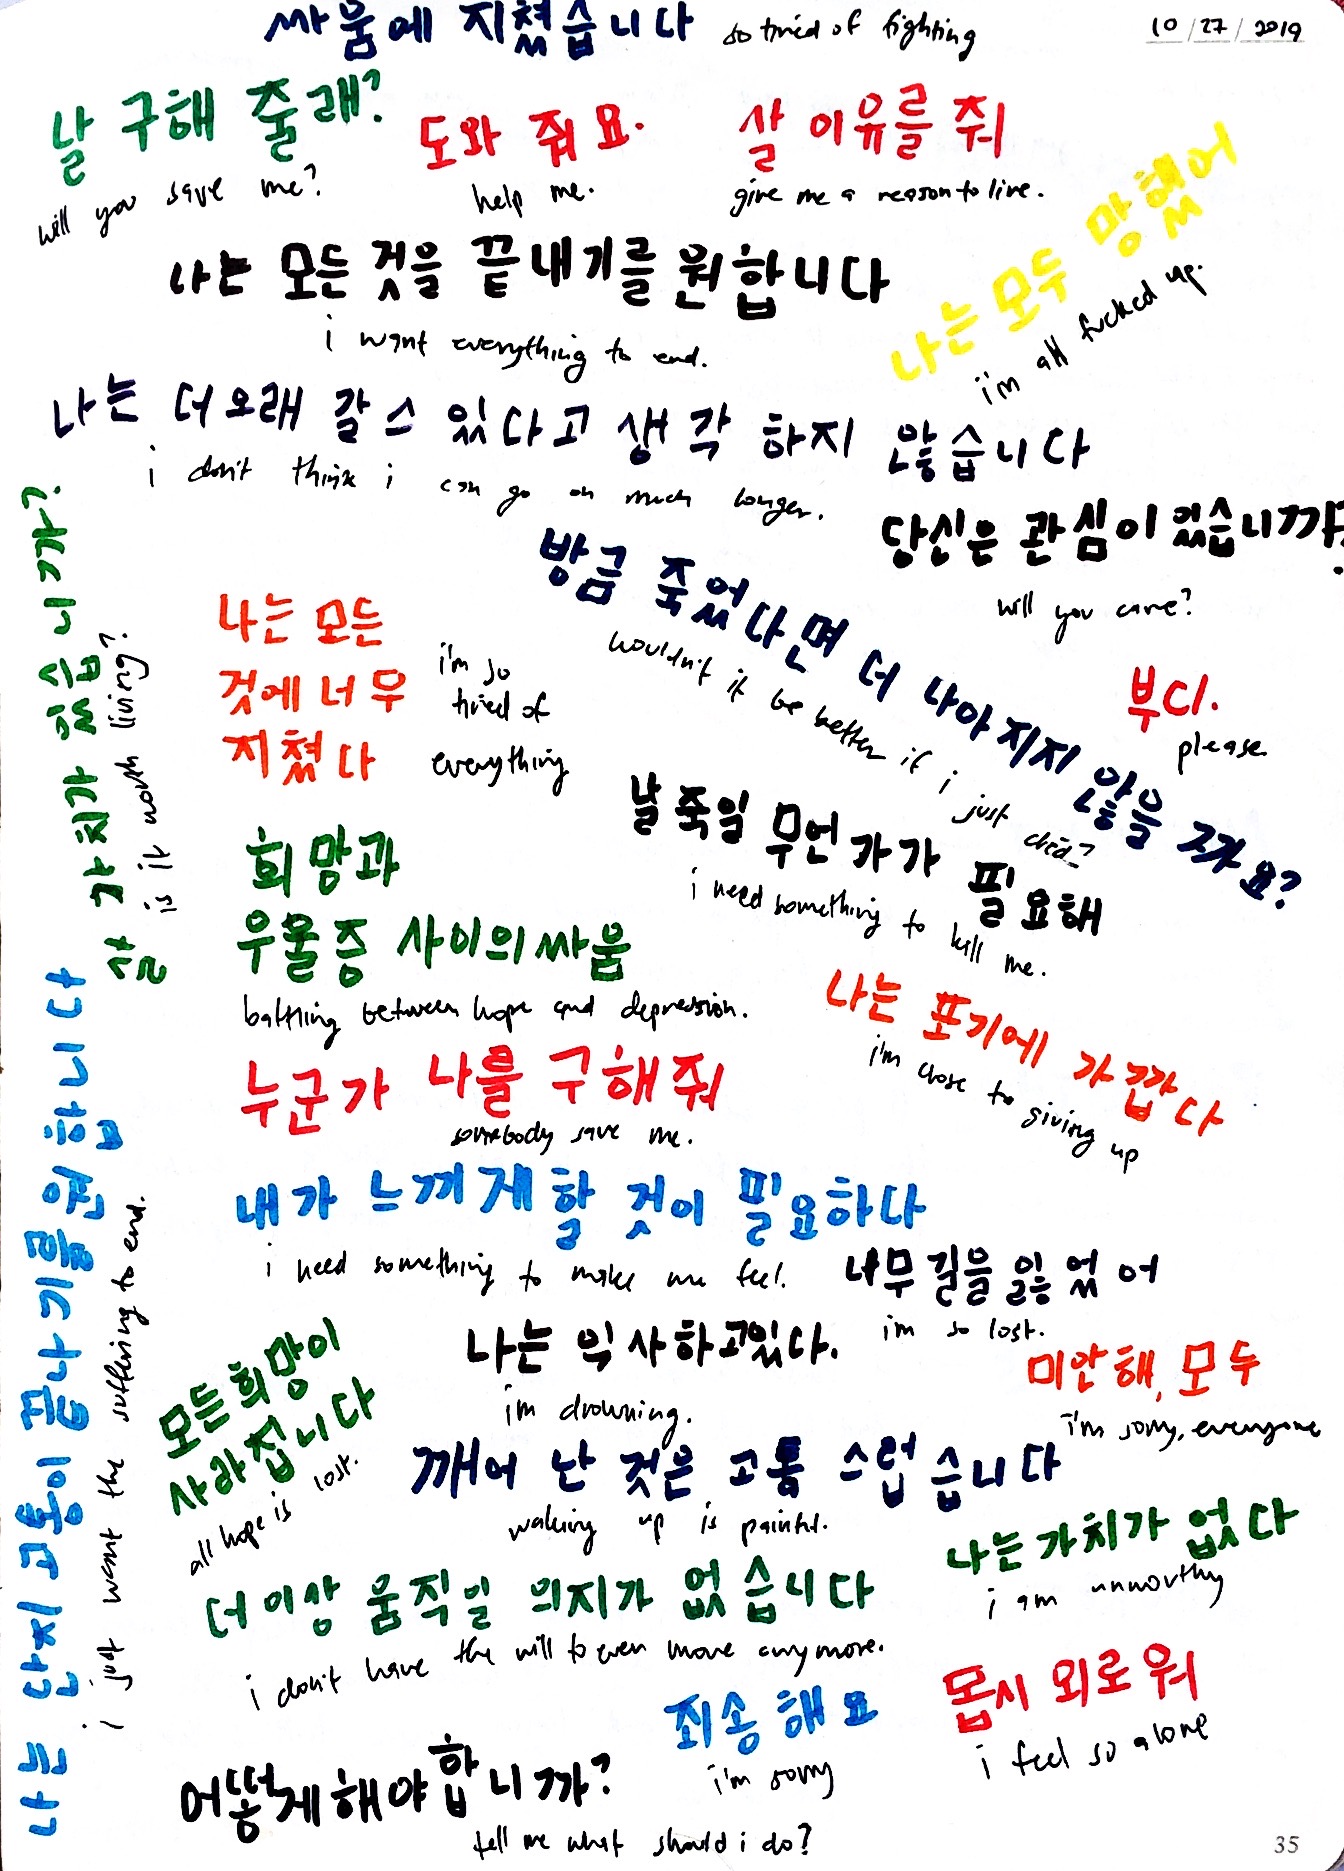 싸움에 지쳤습니다 so tired of fighting
10/27/2019
날 구해 줄래?
will you save me?
도와 줘요.
help me.
살 이유를 줘
give me a reason to live.
나는 모두 망했어
i'm all fucked up.
나는 모든 것을 끝내기를 원합니다
i want everything to end.
나는 더 오래 갈 스 있다고 생각 하지 않습니다
i don't think i can go on much longer.
당신은 관심이 있습니까?
will you care?
방금 죽었다면 더 나아지지 않을 까요?
wouldn't it be better if i just died?
부디.
please
나는 모든
것에 너무
지쳤다
i'm so
tired of
everything
날 죽일 무언가가 필요해
i need something to kill me.
희망과
우울증 사이의 싸움
battling between hope and depression.
나는 포기에 가깝다
i'm close to giving up
누군가 나를 구해줘
somebody save me.
내가 느끼게 할 것이 필요하다
i need something to make me feel.
너무 길을 잃었어
i'm so lost.
나는 익사하고있다.
i'm drowning.
미안해, 모두
i'm sorry, everyone
모든 희망이
사라집니다
all hope is lost.
깨어 난 것은 고통 스럽습니다
waking up is painful.
나는 가치가 없다
i am unworthy
더 이상 움직일 의지가 없습니다
i don't have the will to even move anymore.
죄송해요
i'm sorry
몹시 외로워
i feel so alone
어떻게해야합니까?
tell me what should i do?
살 가치가 있습니까?
is it worth living?
나는 단지 고통이 끝나기를 원합니다
i just want the suffering to end.
35